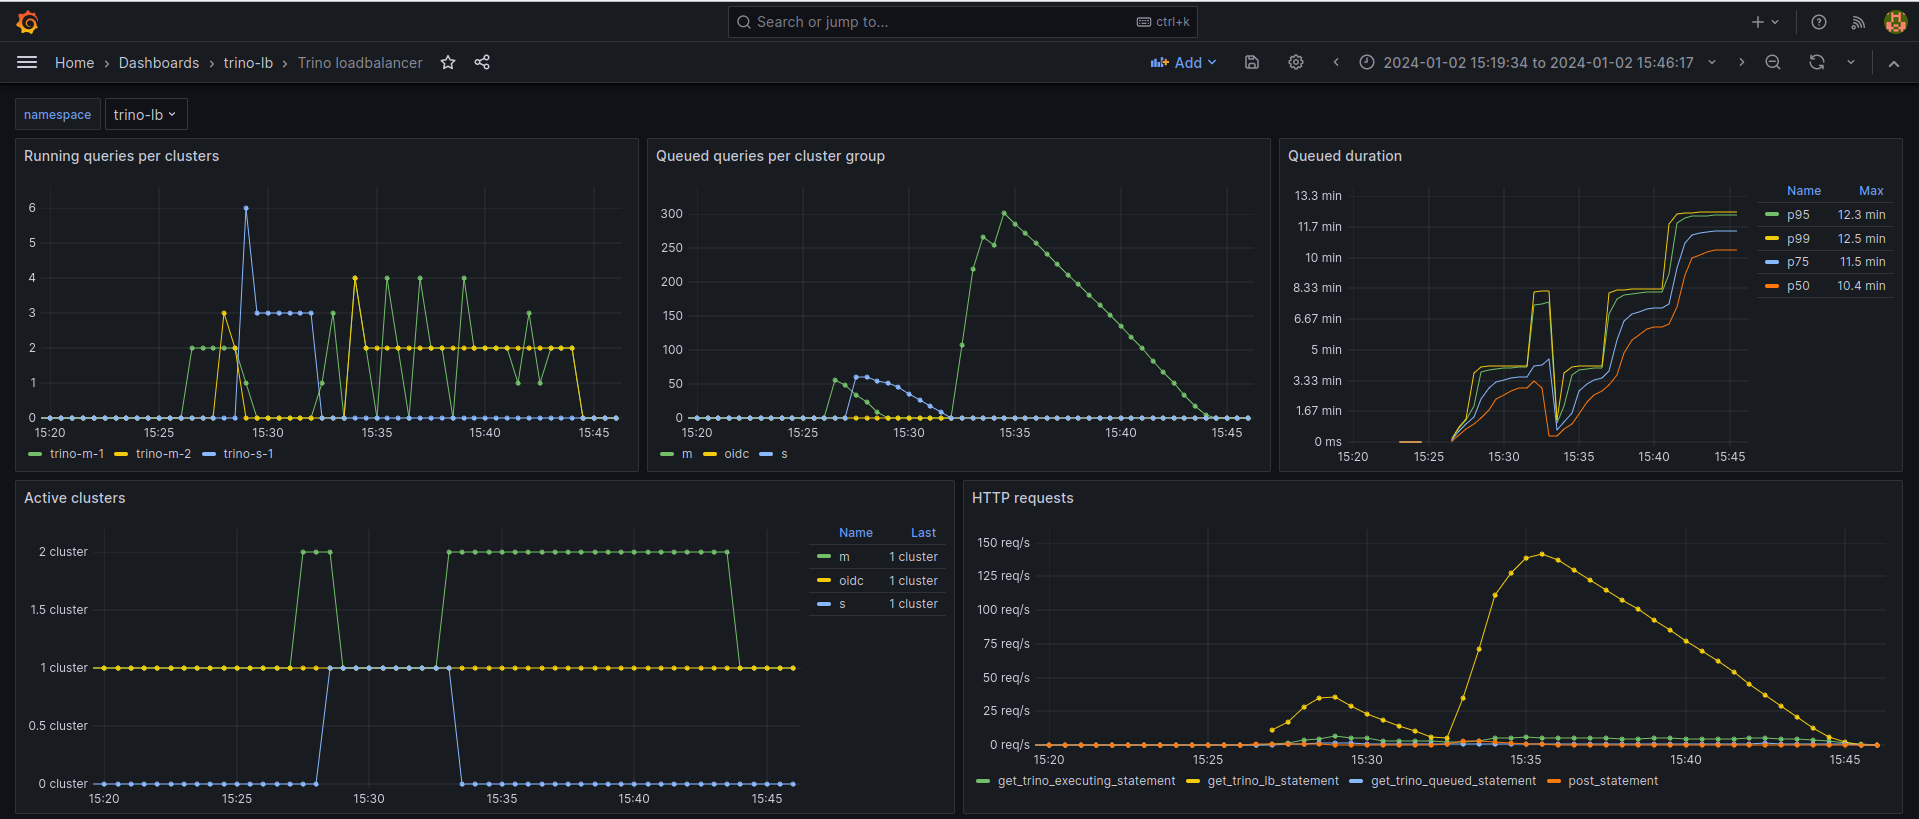 Search or jump to...
ctrl+k
Home › Dashboards › trino-lb › Trino loadbalancer
Add
2024-01-02 15:19:34 to 2024-01-02 15:46:17
namespace
trino-lb
Running queries per clusters
6
5
4
3
2
1
0
15:20 15:25 15:30 15:35 15:40 15:45
trino-m-1 trino-m-2 trino-s-1
Queued queries per cluster group
300
250
200
150
100
50
0
15:20 15:25 15:30 15:35 15:40 15:45
m oidc s
Queued duration
13.3 min
11.7 min
10 min
8.33 min
6.67 min
5 min
3.33 min
1.67 min
0 ms
15:20 15:25 15:30 15:35 15:40 15:45
Name Max
p95 12.3 min
p99 12.5 min
p75 11.5 min
p50 10.4 min
Active clusters
2 cluster
1.5 cluster
1 cluster
0.5 cluster
0 cluster
15:20 15:25 15:30 15:35 15:40 15:45
Name Last
m 1 cluster
oidc 1 cluster
s 1 cluster
HTTP requests
150 req/s
125 req/s
100 req/s
75 req/s
50 req/s
25 req/s
0 req/s
15:20 15:25 15:30 15:35 15:40 15:45
get_trino_executing_statement get_trino_lb_statement get_trino_queued_statement post_statement